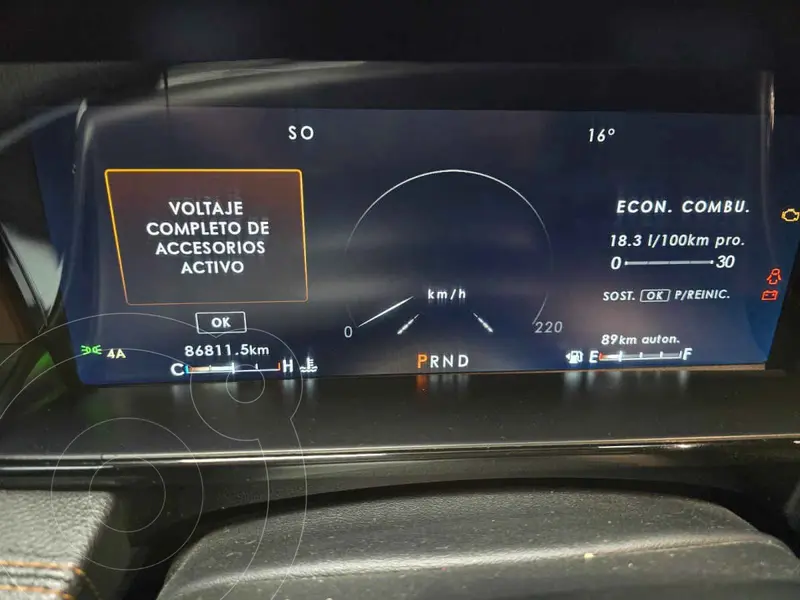 SO
16°
VOLTAJE
COMPLETO DE
ACCESORIOS
ACTIVO
OK
4A
86811.5km
C H
km/h
0 220
PRND
ECON. COMBU.
18.3 l/100km pro.
0 30
SOST. OK P/REINIC.
89km auton.
E F